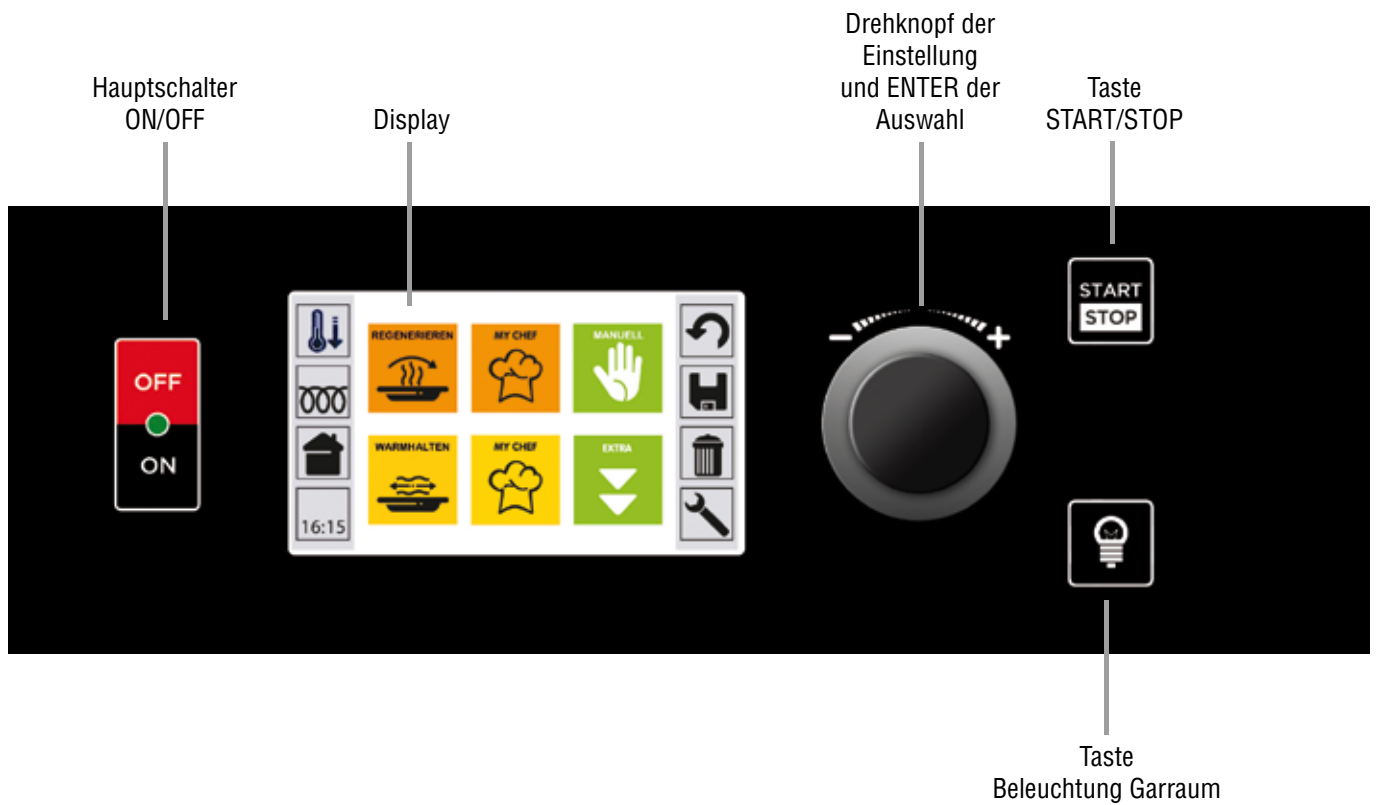 Drehknopf der
Einstellung
und ENTER der
Auswahl
Hauptschalter
ON/OFF
Display
Taste
START/STOP
OFF
ON
REGENERIEREN
MY CHEF
MANUELL
WARMHALTEN
MY CHEF
EXTRA
16:15
− +
START
STOP
Taste
Beleuchtung Garraum